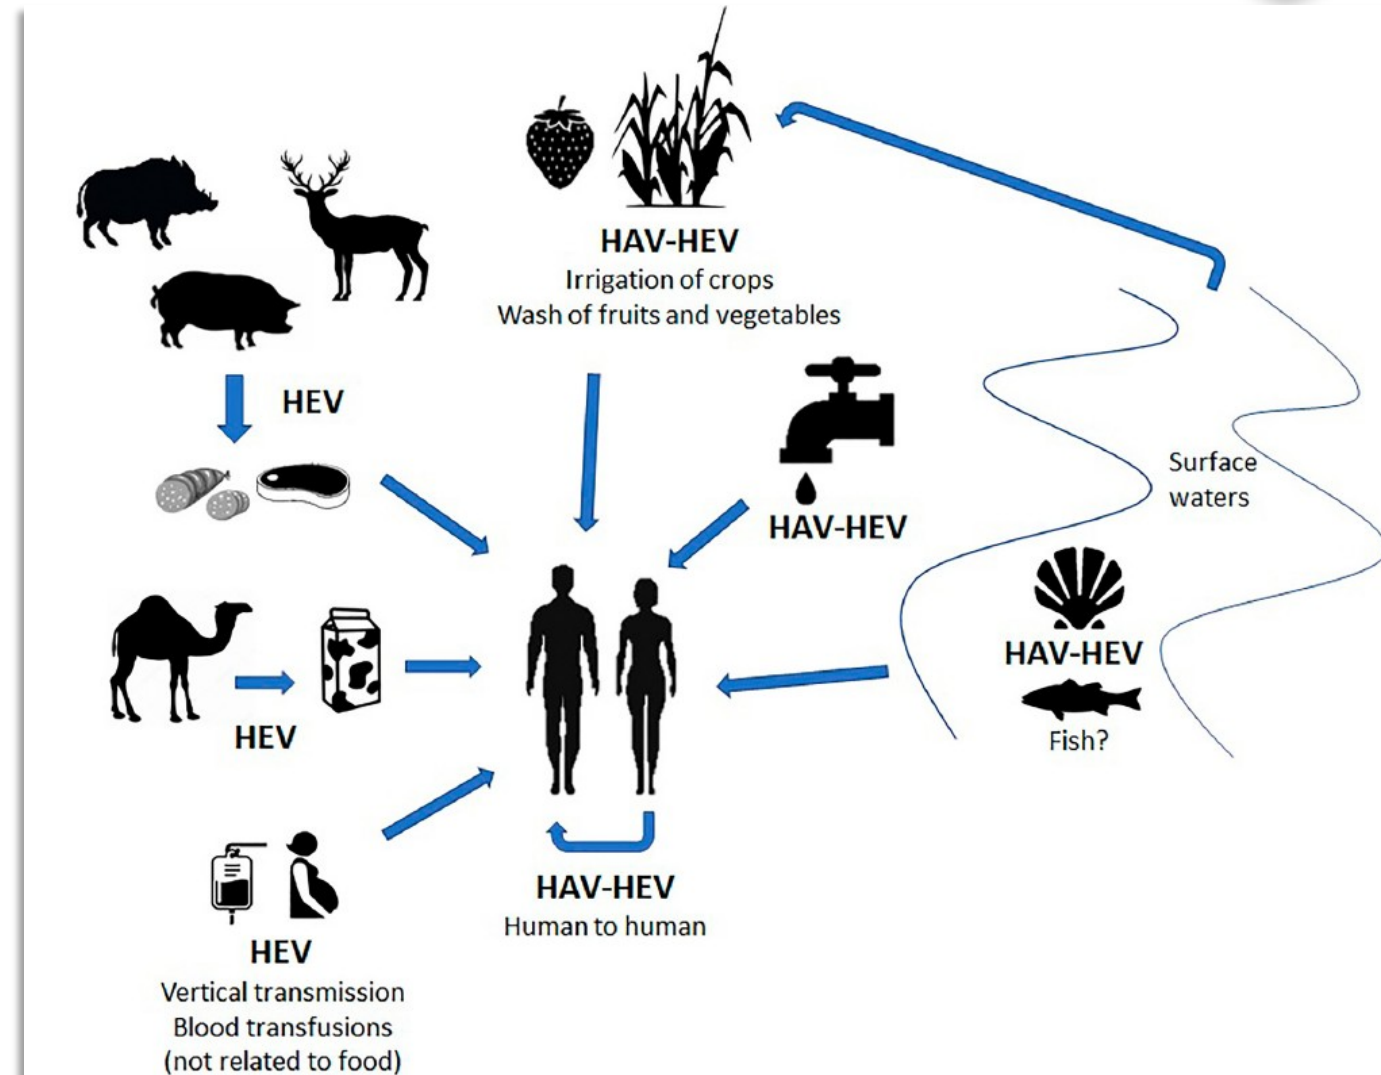 HAV-HEV
Irrigation of crops
Wash of fruits and vegetables
HEV
HAV-HEV
Surface
waters
HAV-HEV
Fish?
HEV
HAV-HEV
Human to human
HEV
Vertical transmission
Blood transfusions
(not related to food)